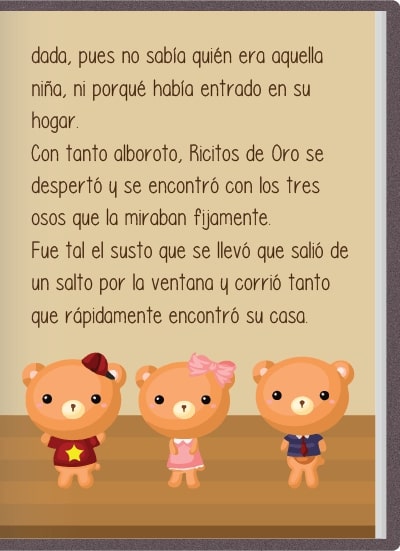 dada, pues no sabía quién era aquella
niña, ni porqué había entrado en su
hogar.
Con tanto alboroto, Ricitos de Oro se
despertó y se encontró con los tres
osos que la miraban fijamente.
Fue tal el susto que se llevó que salió de
un salto por la ventana y corrió tanto
que rápidamente encontró su casa.